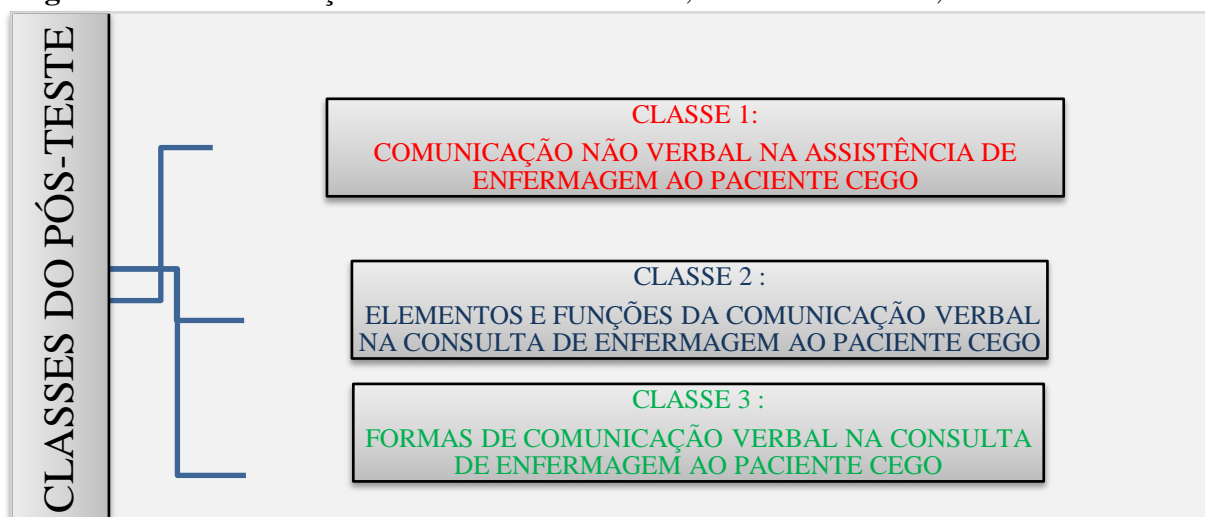 CLASSES DO PÓS-TESTE
CLASSE 1:
COMUNICAÇÃO NÃO VERBAL NA ASSISTÊNCIA DE
ENFERMAGEM AO PACIENTE CEGO
CLASSE 2 :
ELEMENTOS E FUNÇÕES DA COMUNICAÇÃO VERBAL
NA CONSULTA DE ENFERMAGEM AO PACIENTE CEGO
CLASSE 3 :
FORMAS DE COMUNICAÇÃO VERBAL NA CONSULTA
DE ENFERMAGEM AO PACIENTE CEGO